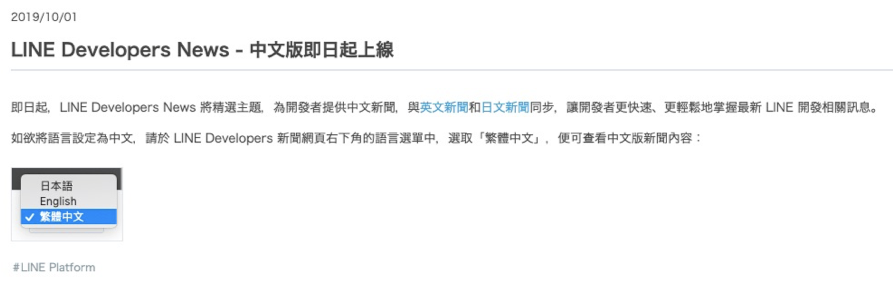 2019/10/01
LINE Developers News - 中文版即日起上線
即日起，LINE Developers News 將精選主題，為開發者提供中文新聞，與英文新聞和日文新聞同步，讓開發者更快速、更輕鬆地掌握最新 LINE 開發相關訊息。
如欲將語言設定為中文，請於 LINE Developers 新聞網頁右下角的語言選單中，選取「繁體中文」，便可查看中文版新聞內容：
日本語
English
✓ 繁體中文
#LINE Platform